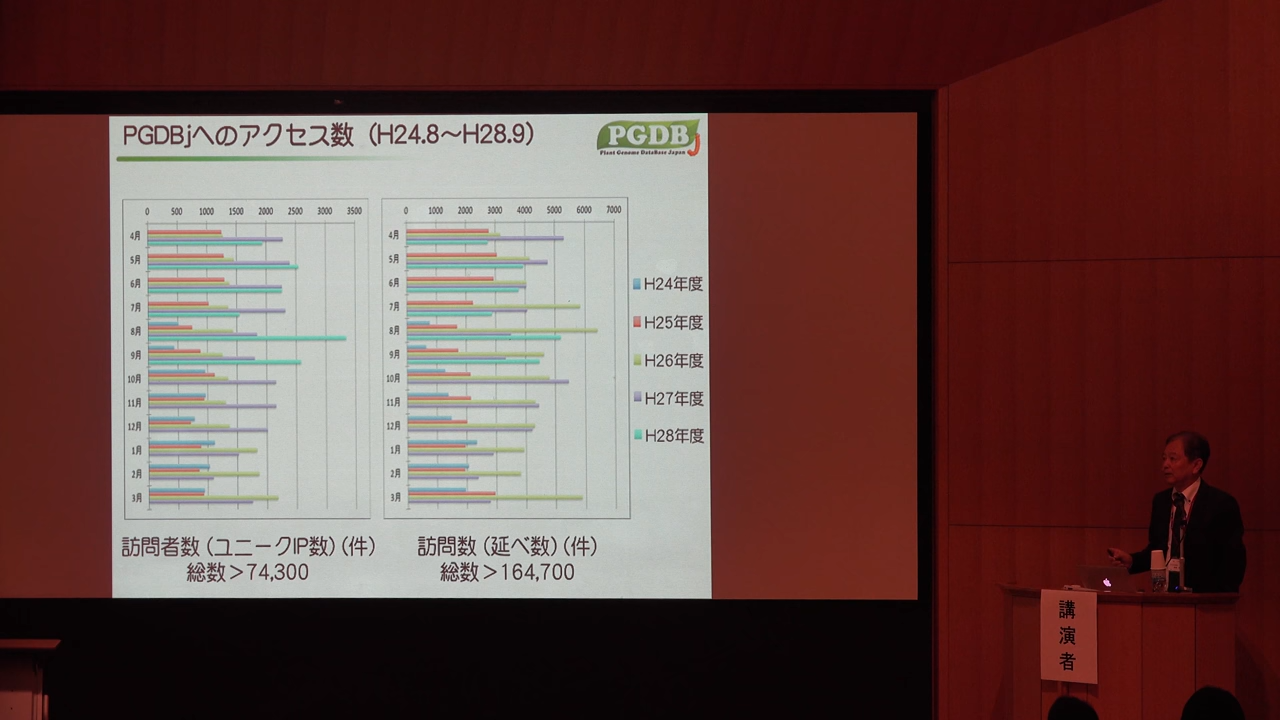 PGDBjへのアクセス数（H24.8～H28.9）
PGDBj
Plant Genome DataBase Japan
0 500 1000 1500 2000 2500 3000 3500
4月
5月
6月
7月
8月
9月
10月
11月
12月
1月
2月
3月
訪問者数（ユニークIP数）（件）
総数＞74,300
0 1000 2000 3000 4000 5000 6000 7000
4月
5月
6月
7月
8月
9月
10月
11月
12月
1月
2月
3月
訪問数（延べ数）（件）
総数＞164,700
H24年度
H25年度
H26年度
H27年度
H28年度
講演者